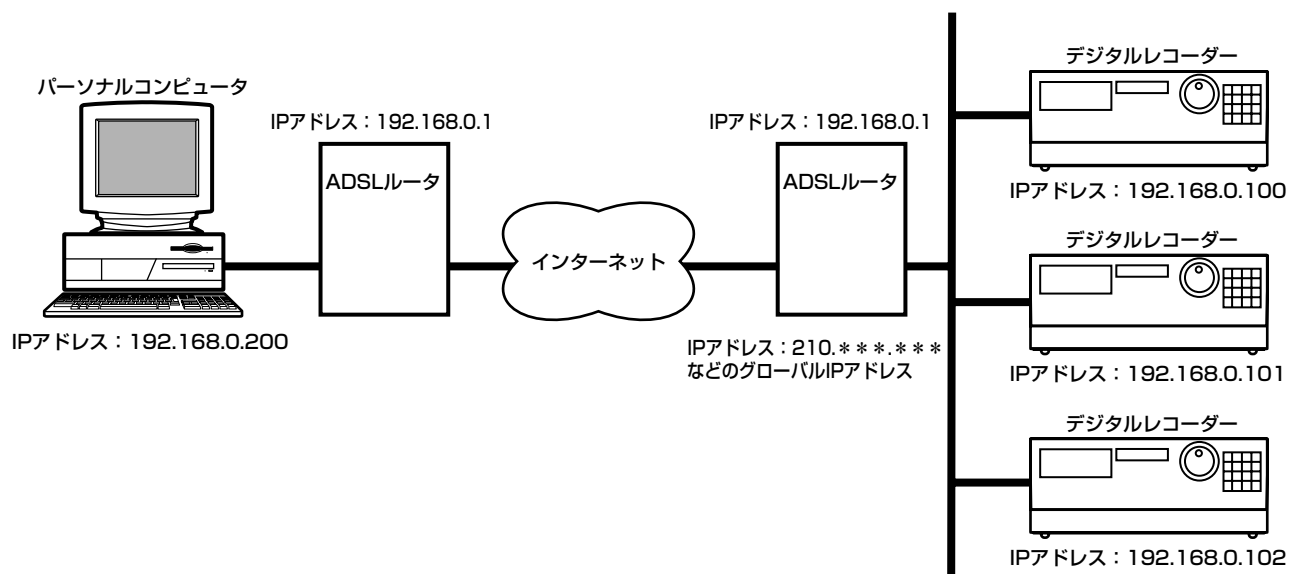 パーソナルコンピュータ
IPアドレス：192.168.0.200
IPアドレス：192.168.0.1
ADSLルータ
インターネット
IPアドレス：192.168.0.1
ADSLルータ
IPアドレス：210.＊＊＊.＊＊＊
などのグローバルIPアドレス
デジタルレコーダー
IPアドレス：192.168.0.100
デジタルレコーダー
IPアドレス：192.168.0.101
デジタルレコーダー
IPアドレス：192.168.0.102